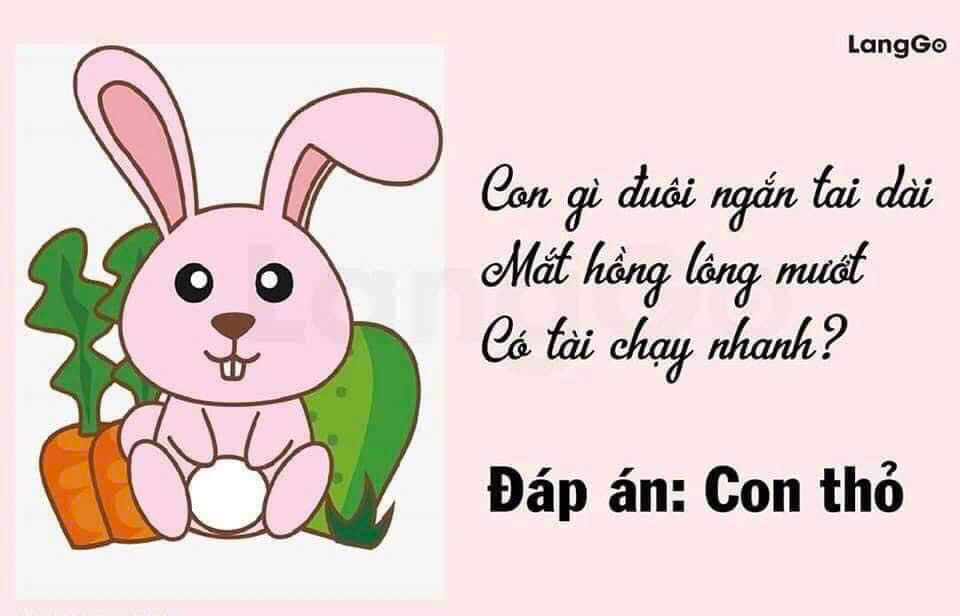 LangGo
Con gì đuôi ngắn tai dài
Mắt hồng lông mướt
Có tài chạy nhanh?
Đáp án: Con thỏ
LangGo